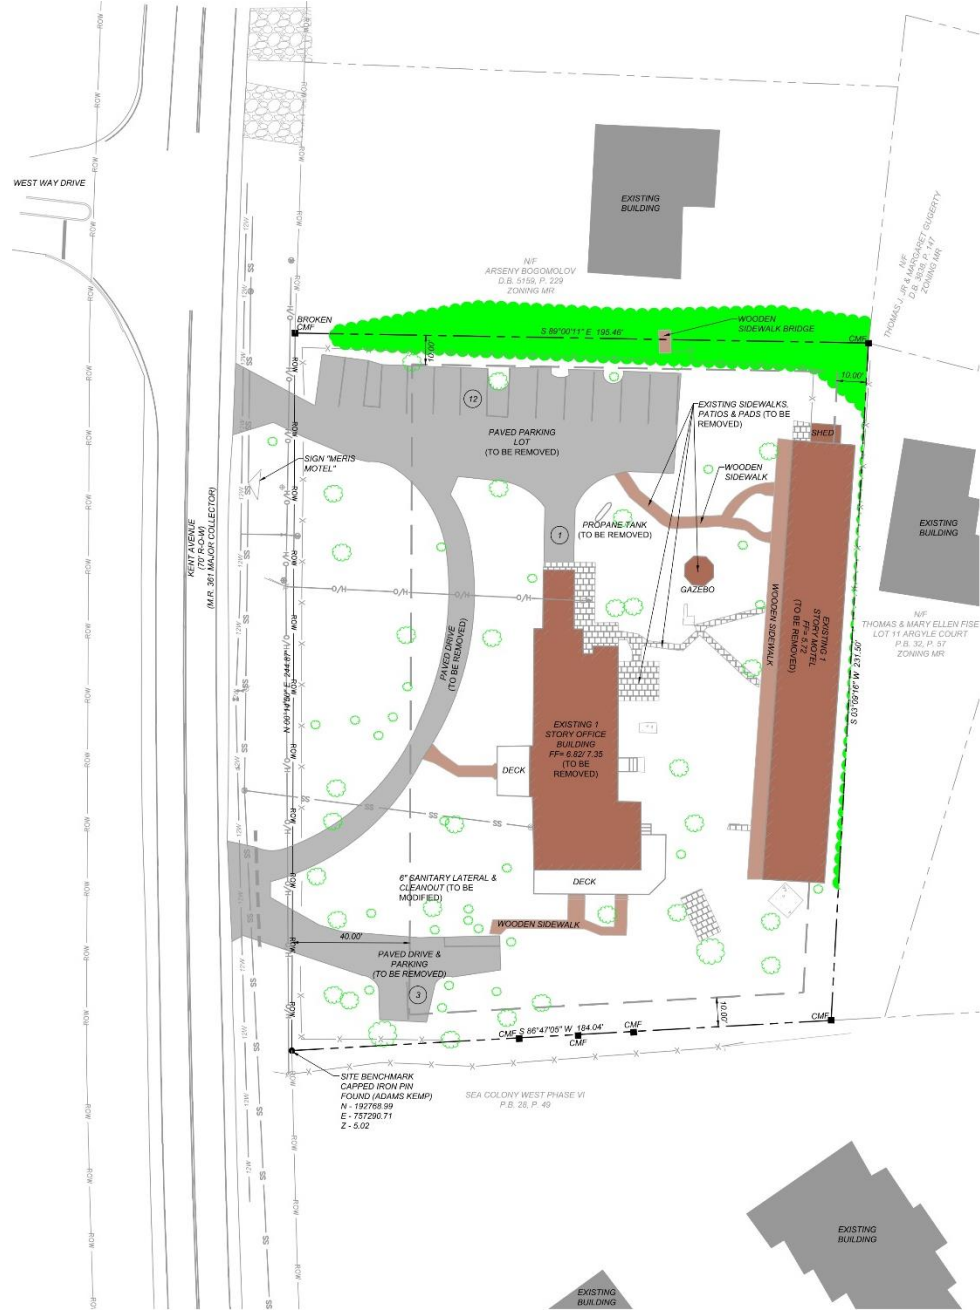 WEST WAY DRIVE
EXISTING
BUILDING
N/F
ARSENY BOGOMOLOV
D.B. 5159, P. 229
ZONING MR
N/F
THOMAS J. JR & MARGARET GUGERTY
D.B. 3838, P. 147
ZONING MR
BROKEN
CMF
S 89°00'11" E 195.46'
WOODEN
SIDEWALK BRIDGE
CMF
10.00'
10.00'
12
PAVED PARKING
LOT
(TO BE REMOVED)
EXISTING SIDEWALKS,
PATIOS & PADS (TO BE
REMOVED)
SHED
SIGN "MERIS
MOTEL"
WOODEN
SIDEWALK
KENT AVENUE
(70' R-O-W)
(M.R. 361 MAJOR COLLECTOR)
PROPANE TANK
(TO BE REMOVED)
1
EXISTING
BUILDING
GAZEBO
O/H
O/H
O/H
O/H
WOODEN SIDEWALK
EXISTING 1
STORY MOTEL
FF= 5.72
(TO BE
REMOVED)
N/F
THOMAS & MARY ELLEN FISE
LOT 11 ARGYLE COURT
P.B. 32, P. 57
ZONING MR
PAVED DRIVE
(TO BE REMOVED)
S 03°09'16" W 231.50'
EXISTING 1
STORY OFFICE
BUILDING
FF= 6.82/ 7.35
(TO BE
REMOVED)
DECK
SS
SS
SS
6" SANITARY LATERAL &
CLEANOUT (TO BE
MODIFIED)
DECK
WOODEN SIDEWALK
40.00'
PAVED DRIVE &
PARKING
(TO BE REMOVED)
3
10.00'
CMF
S 86°47'05" W 184.04'
CMF
CMF
CMF
SITE BENCHMARK
CAPPED IRON PIN
FOUND (ADAMS KEMP)
N - 192768.99
E - 757290.71
Z - 5.02
SEA COLONY WEST PHASE VI
P.B. 28, P. 49
EXISTING
BUILDING
EXISTING
BUILDING